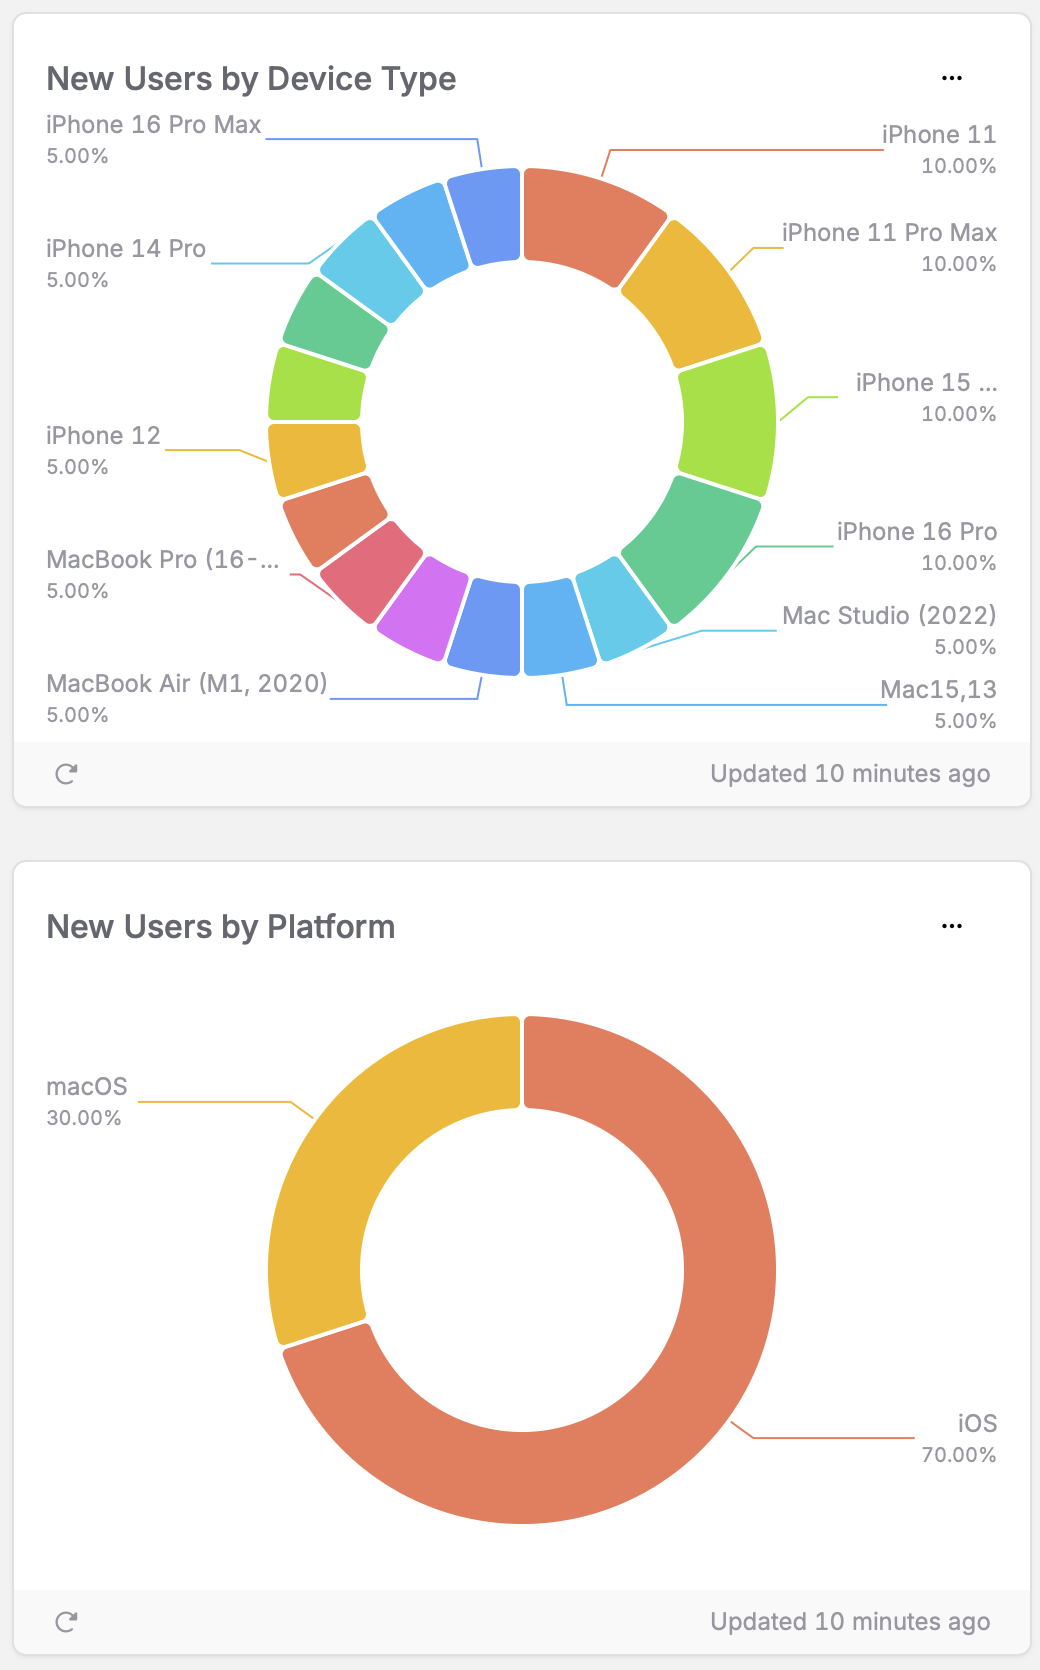 New Users by Device Type
...
iPhone 16 Pro Max
5.00%
iPhone 11
10.00%
iPhone 11 Pro Max
10.00%
iPhone 14 Pro
5.00%
iPhone 15 ...
10.00%
iPhone 12
5.00%
iPhone 16 Pro
10.00%
MacBook Pro (16-...
5.00%
Mac Studio (2022)
5.00%
MacBook Air (M1, 2020)
5.00%
Mac15,13
5.00%
Updated 10 minutes ago
New Users by Platform
...
macOS
30.00%
iOS
70.00%
Updated 10 minutes ago